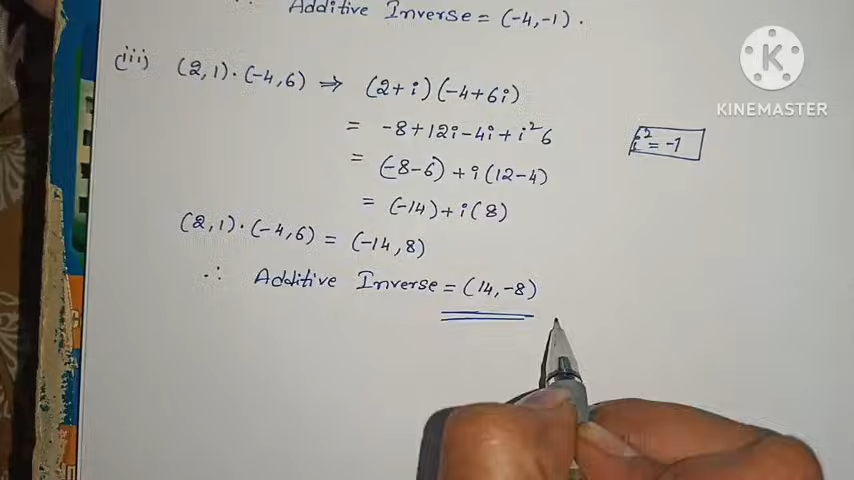 Additive Inverse = (-4,-1).
(iii) (2,1)·(-4,6) ⇒ (2+i)(-4+6i)
= -8+12i-4i+i²6
i² = -1
= (-8-6)+i(12-4)
= (-14)+i(8)
(2,1)·(-4,6) = (-14,8)
∴ Additive Inverse = (14,-8)
KINEMASTER